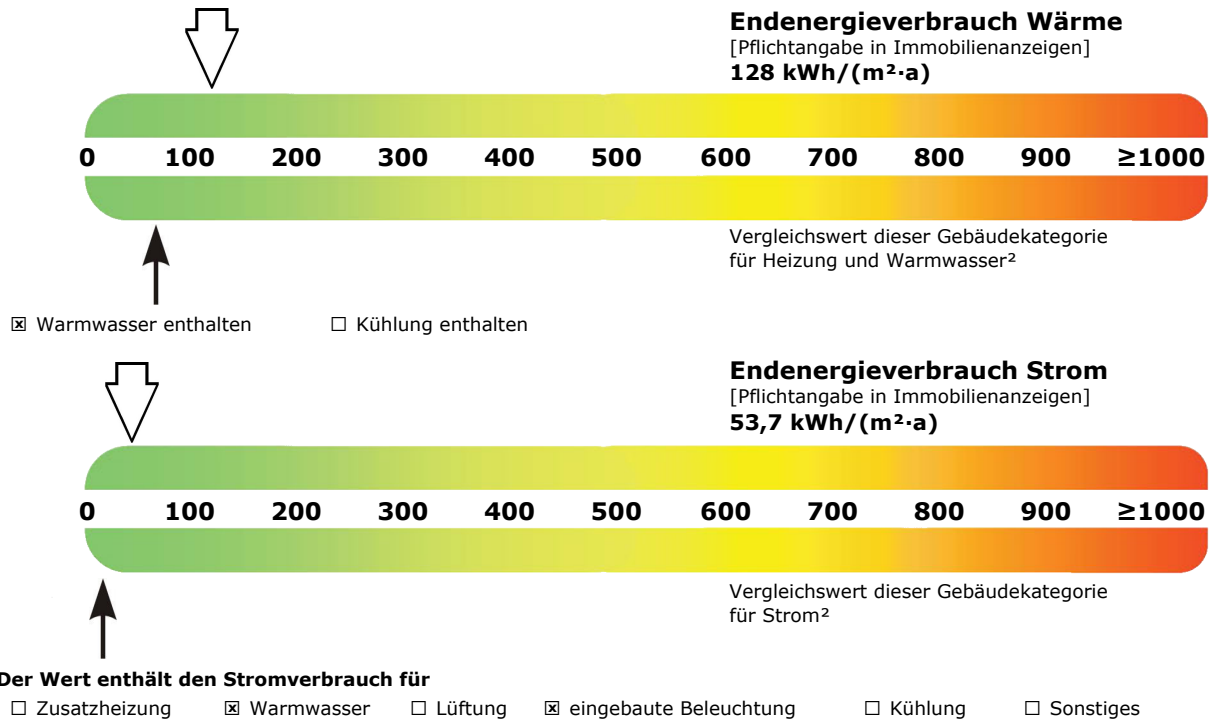 Endenergieverbrauch Wärme
[Pflichtangabe in Immobilienanzeigen]
128 kWh/(m²·a)
0 100 200 300 400 500 600 700 800 900 ≥1000
Vergleichswert dieser Gebäudekategorie
für Heizung und Warmwasser²
☒ Warmwasser enthalten ☐ Kühlung enthalten
Endenergieverbrauch Strom
[Pflichtangabe in Immobilienanzeigen]
53,7 kWh/(m²·a)
0 100 200 300 400 500 600 700 800 900 ≥1000
Vergleichswert dieser Gebäudekategorie
für Strom²
Der Wert enthält den Stromverbrauch für
☐ Zusatzheizung ☒ Warmwasser ☐ Lüftung ☒ eingebaute Beleuchtung ☐ Kühlung ☐ Sonstiges